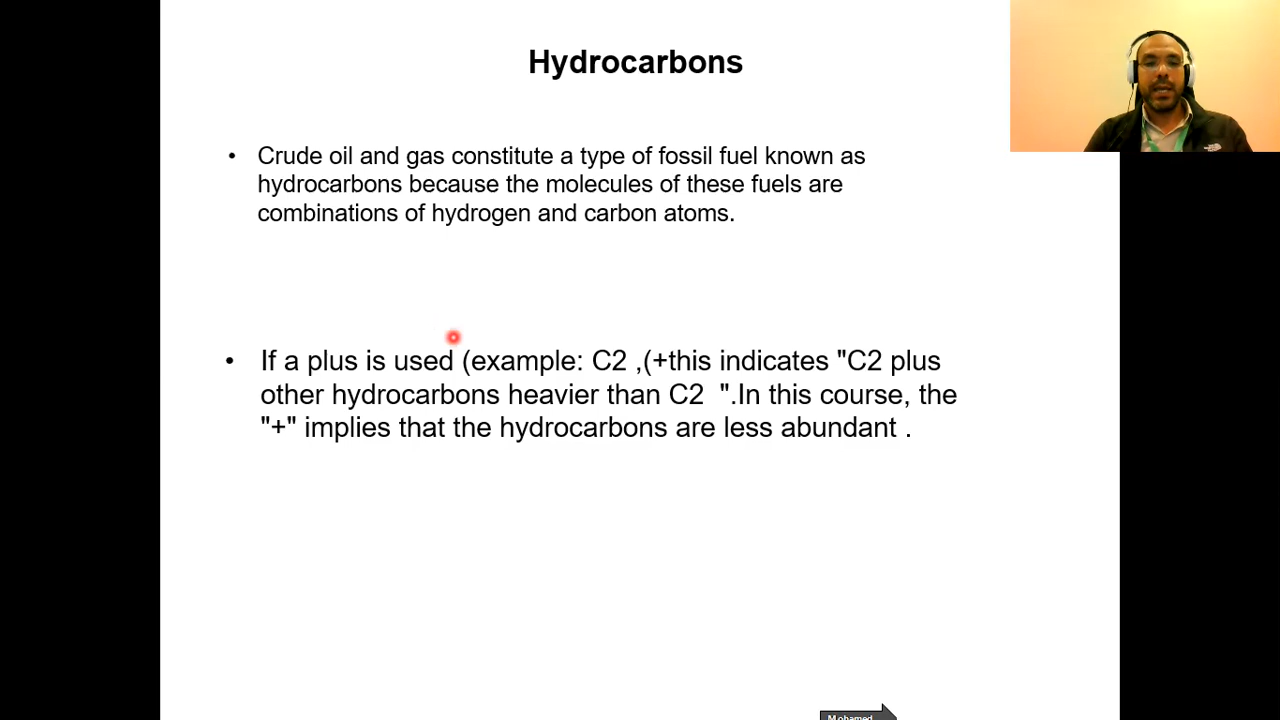 Hydrocarbons
• Crude oil and gas constitute a type of fossil fuel known as
hydrocarbons because the molecules of these fuels are
combinations of hydrogen and carbon atoms.
• If a plus is used (example: C2 ,(+this indicates "C2 plus
other hydrocarbons heavier than C2 ".In this course, the
"+" implies that the hydrocarbons are less abundant .
Mohamed